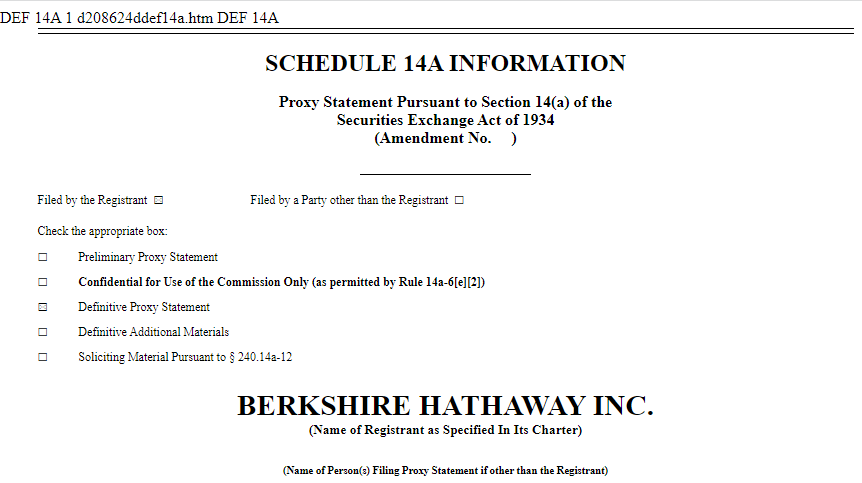 DEF 14A 1 d208624ddef14a.htm DEF 14A
SCHEDULE 14A INFORMATION
Proxy Statement Pursuant to Section 14(a) of the
Securities Exchange Act of 1934
(Amendment No. )
Filed by the Registrant ☒ Filed by a Party other than the Registrant ☐
Check the appropriate box:
☐ Preliminary Proxy Statement
☐ Confidential for Use of the Commission Only (as permitted by Rule 14a-6[e][2])
☒ Definitive Proxy Statement
☐ Definitive Additional Materials
☐ Soliciting Material Pursuant to § 240.14a-12
BERKSHIRE HATHAWAY INC.
(Name of Registrant as Specified In Its Charter)
(Name of Person(s) Filing Proxy Statement if other than the Registrant)